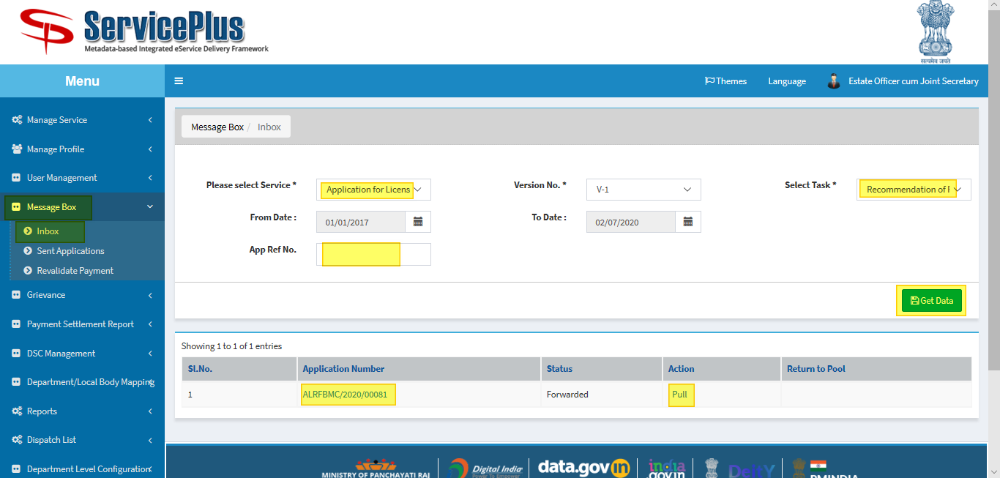 ServicePlus
Metadata-based Integrated eService Delivery Framework
सत्यमेव जयते
Menu
Themes Language Estate Officer cum Joint Secretary
Manage Service
Manage Profile
User Management
Message Box
Inbox
Sent Applications
Revalidate Payment
Grievance
Payment Settlement Report
DSC Management
Department/Local Body Mapping
Reports
Dispatch List
Department Level Configuration
Message Box / Inbox
Please select Service * Application for Licens Version No. * V-1 Select Task * Recommendation of F
From Date : 01/01/2017 To Date : 02/07/2020
App Ref No.
Get Data
Showing 1 to 1 of 1 entries
Sl.No. Application Number Status Action Return to Pool
1 ALRFBMC/2020/00081 Forwarded Pull
MINISTRY OF PANCHAYATI RAJ
Digital India
Power To Empower
data.gov in
india
.gov.in
DeitY
PMINDIA